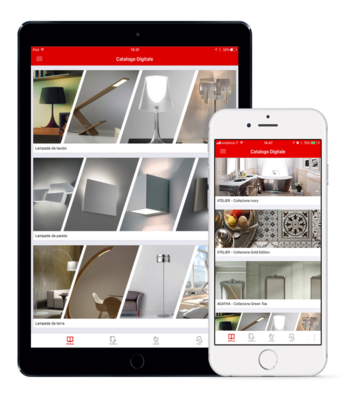 iPad
Catalogo Digitale
Lampade da tavolo
Lampade da parete
Lampade da terra
Catalogo Digitale
ATELIER - Collezione Ivory
ATELIER - Collezione Gold Edition
AGATHA - Collezione Green Tea